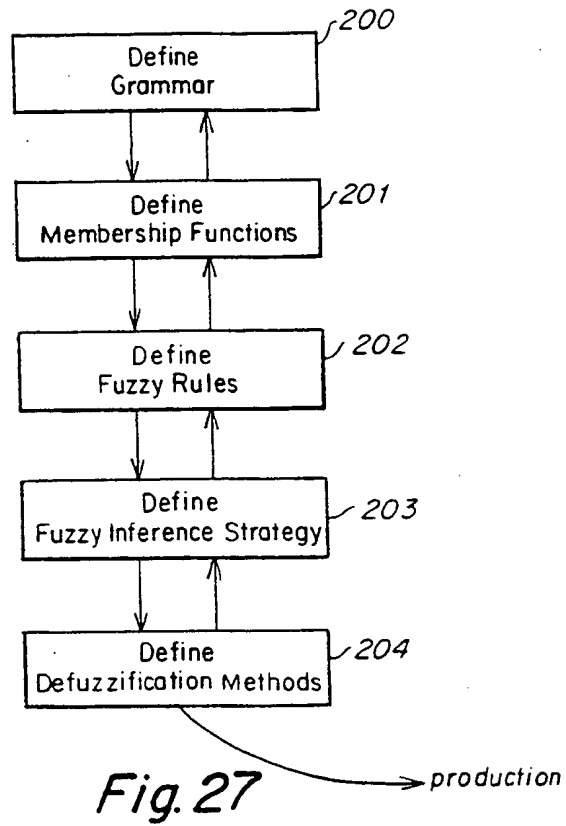 200
Define
Grammar
201
Define
Membership Functions
202
Define
Fuzzy Rules
203
Define
Fuzzy Inference Strategy
204
Define
Defuzzification Methods
production
Fig. 27